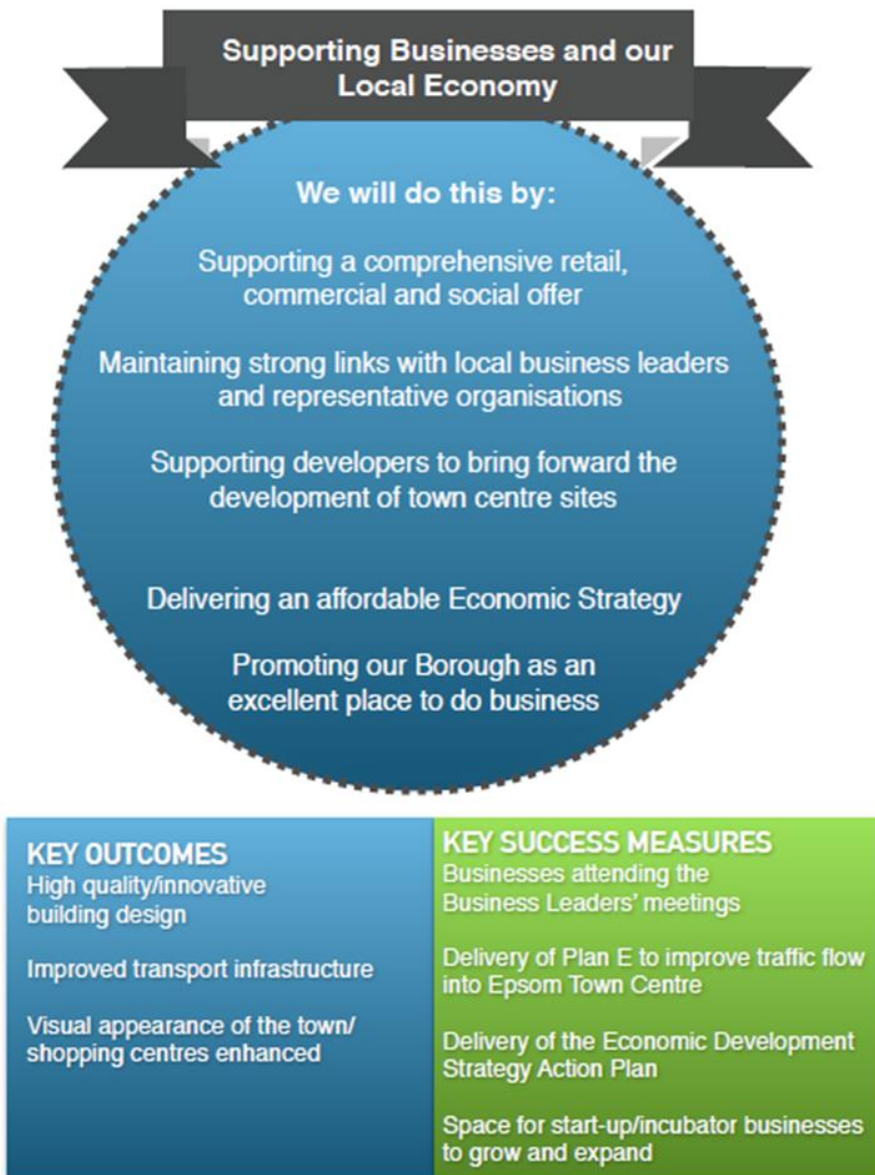 Supporting Businesses and our
Local Economy
We will do this by:
Supporting a comprehensive retail,
commercial and social offer
Maintaining strong links with local business leaders
and representative organisations
Supporting developers to bring forward the
development of town centre sites
Delivering an affordable Economic Strategy
Promoting our Borough as an
excellent place to do business
KEY OUTCOMES
High quality/innovative
building design
Improved transport infrastructure
Visual appearance of the town/
shopping centres enhanced
KEY SUCCESS MEASURES
Businesses attending the
Business Leaders' meetings
Delivery of Plan E to improve traffic flow
into Epsom Town Centre
Delivery of the Economic Development
Strategy Action Plan
Space for start-up/incubator businesses
to grow and expand